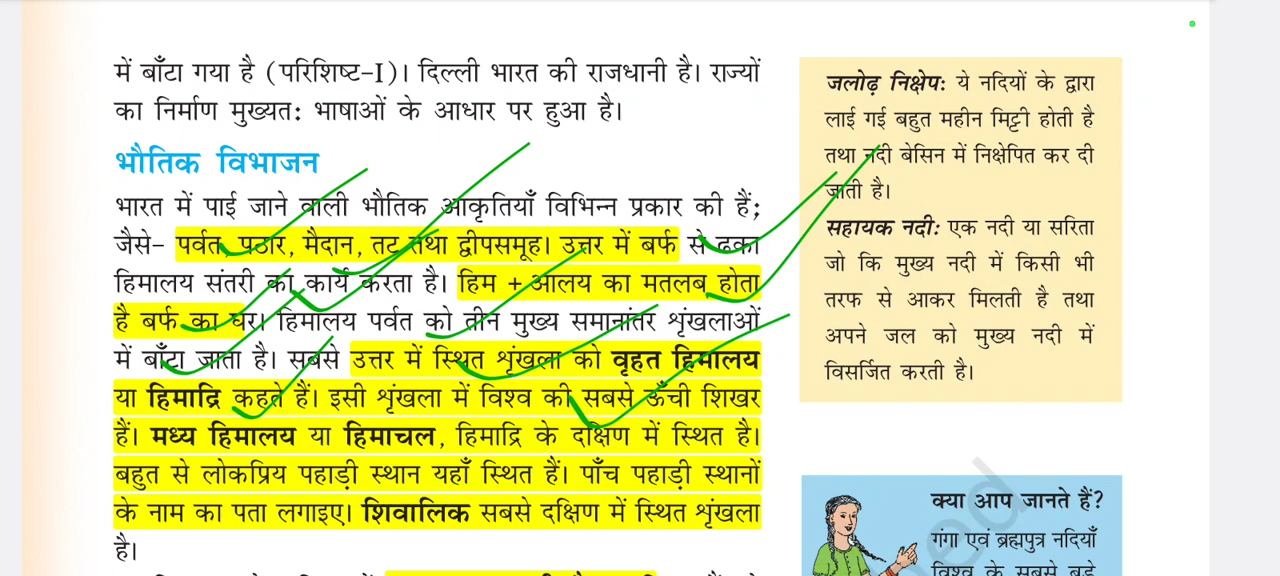 में बाँटा गया है (परिशिष्ट-I)। दिल्ली भारत की राजधानी है। राज्यों
का निर्माण मुख्यत: भाषाओं के आधार पर हुआ है।
भौतिक विभाजन
भारत में पाई जाने वाली भौतिक आकृतियाँ विभिन्न प्रकार की हैं;
जैसे– पर्वत, पठार, मैदान, तट तथा द्वीपसमूह। उत्तर में बर्फ से ढका
हिमालय संतरी का कार्य करता है। हिम + आलय का मतलब होता
है बर्फ का घर। हिमालय पर्वत को तीन मुख्य समानांतर शृंखलाओं
में बाँटा जाता है। सबसे उत्तर में स्थित शृंखला को वृहत हिमालय
या हिमाद्रि कहते हैं। इसी शृंखला में विश्व की सबसे ऊँची शिखर
हैं। मध्य हिमालय या हिमाचल, हिमाद्रि के दक्षिण में स्थित है।
बहुत से लोकप्रिय पहाड़ी स्थान यहाँ स्थित हैं। पाँच पहाड़ी स्थानों
के नाम का पता लगाइए। शिवालिक सबसे दक्षिण में स्थित शृंखला
है।
जलोढ़ निक्षेप: ये नदियों के द्वारा
लाई गई बहुत महीन मिट्टी होती है
तथा नदी बेसिन में निक्षेपित कर दी
जाती है।
सहायक नदी: एक नदी या सरिता
जो कि मुख्य नदी में किसी भी
तरफ से आकर मिलती है तथा
अपने जल को मुख्य नदी में
विसर्जित करती है।
क्या आप जानते हैं?
गंगा एवं ब्रह्मपुत्र नदियाँ
विश्व के सबसे बड़े